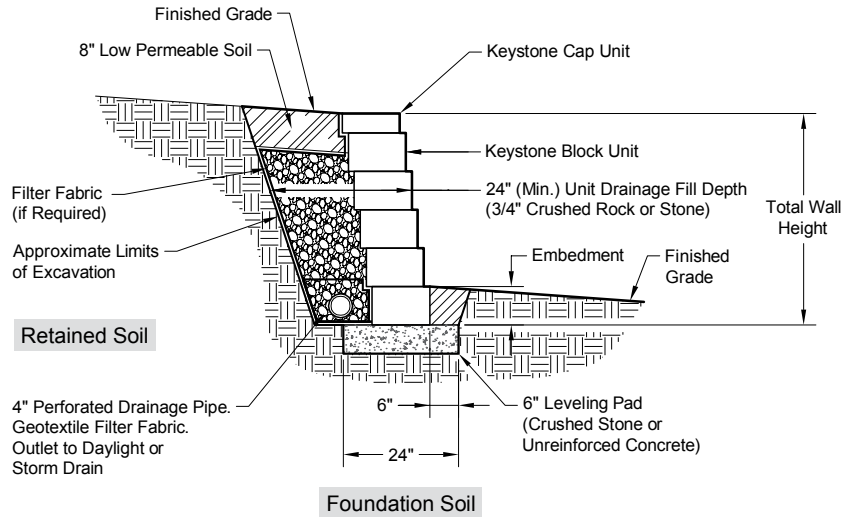 Finished Grade
8" Low Permeable Soil
Keystone Cap Unit
Keystone Block Unit
Filter Fabric
(if Required)
24" (Min.) Unit Drainage Fill Depth
(3/4" Crushed Rock or Stone)
Total Wall
Height
Approximate Limits
of Excavation
Embedment
Finished
Grade
Retained Soil
4" Perforated Drainage Pipe.
Geotextile Filter Fabric.
Outlet to Daylight or
Storm Drain
6"
6" Leveling Pad
(Crushed Stone or
Unreinforced Concrete)
24"
Foundation Soil